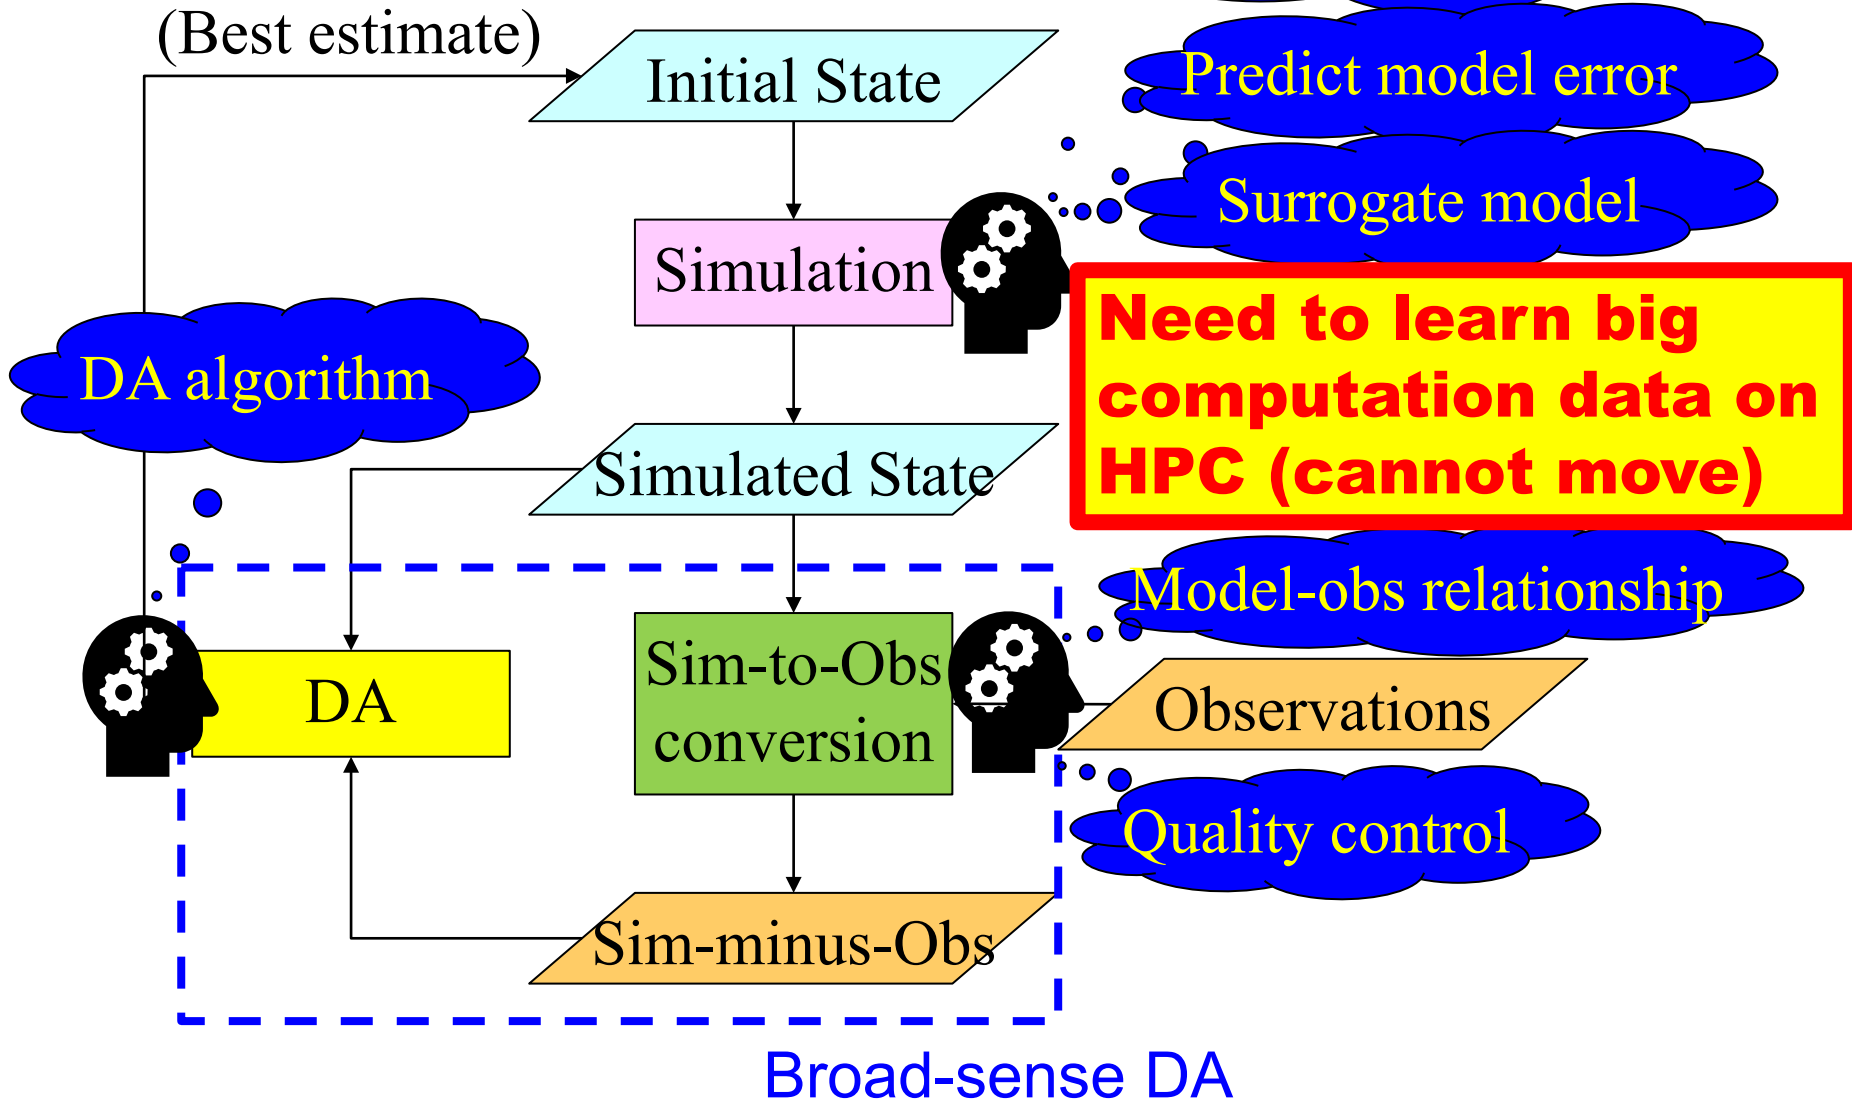 (Best estimate)
Initial State
Predict model error
Surrogate model
Simulation
Need to learn big
computation data on
HPC (cannot move)
DA algorithm
Simulated State
Model-obs relationship
Sim-to-Obs
conversion
DA
Observations
Quality control
Sim-minus-Obs
Broad-sense DA